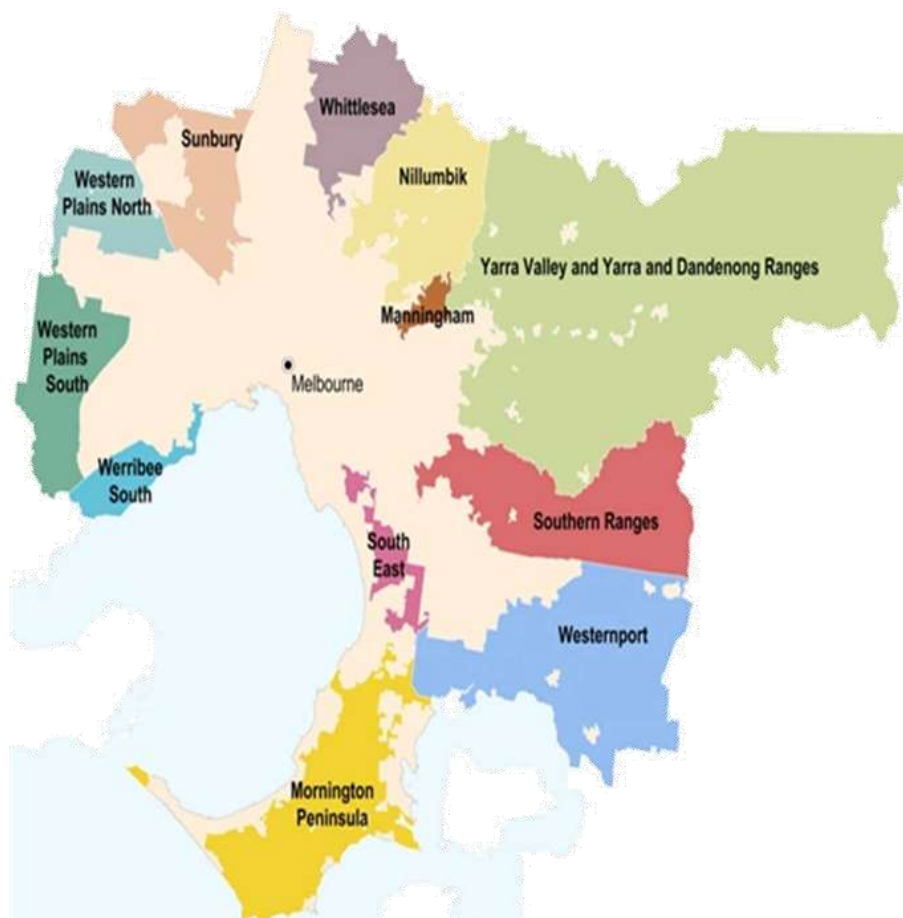 Whittlesea
Sunbury
Western
Plains North
Nillumbik
Yarra Valley and Yarra and Dandenong Ranges
Manningham
Western
Plains
South
Melbourne
Werribee
South
Southern Ranges
South
East
Westernport
Mornington
Peninsula